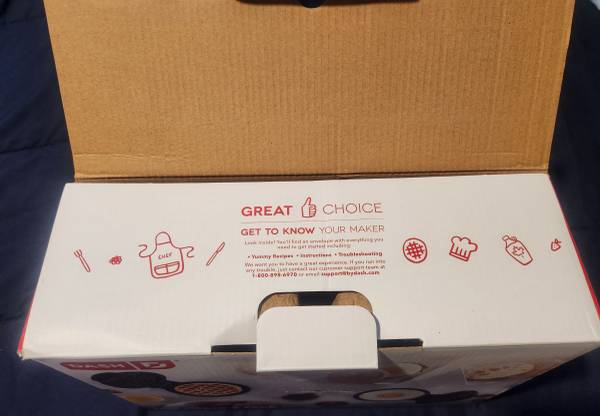 GREAT CHOICE
GET TO KNOW YOUR MAKER
Look inside! You'll find an envelope with everything you
need to get started including:
• Yummy Recipes • Instructions • Troubleshooting
We want you to have a great experience. If you run into
any trouble, just contact our customer support team at
1-800-898-6970 or email support@bydash.com
CHEF
DASH